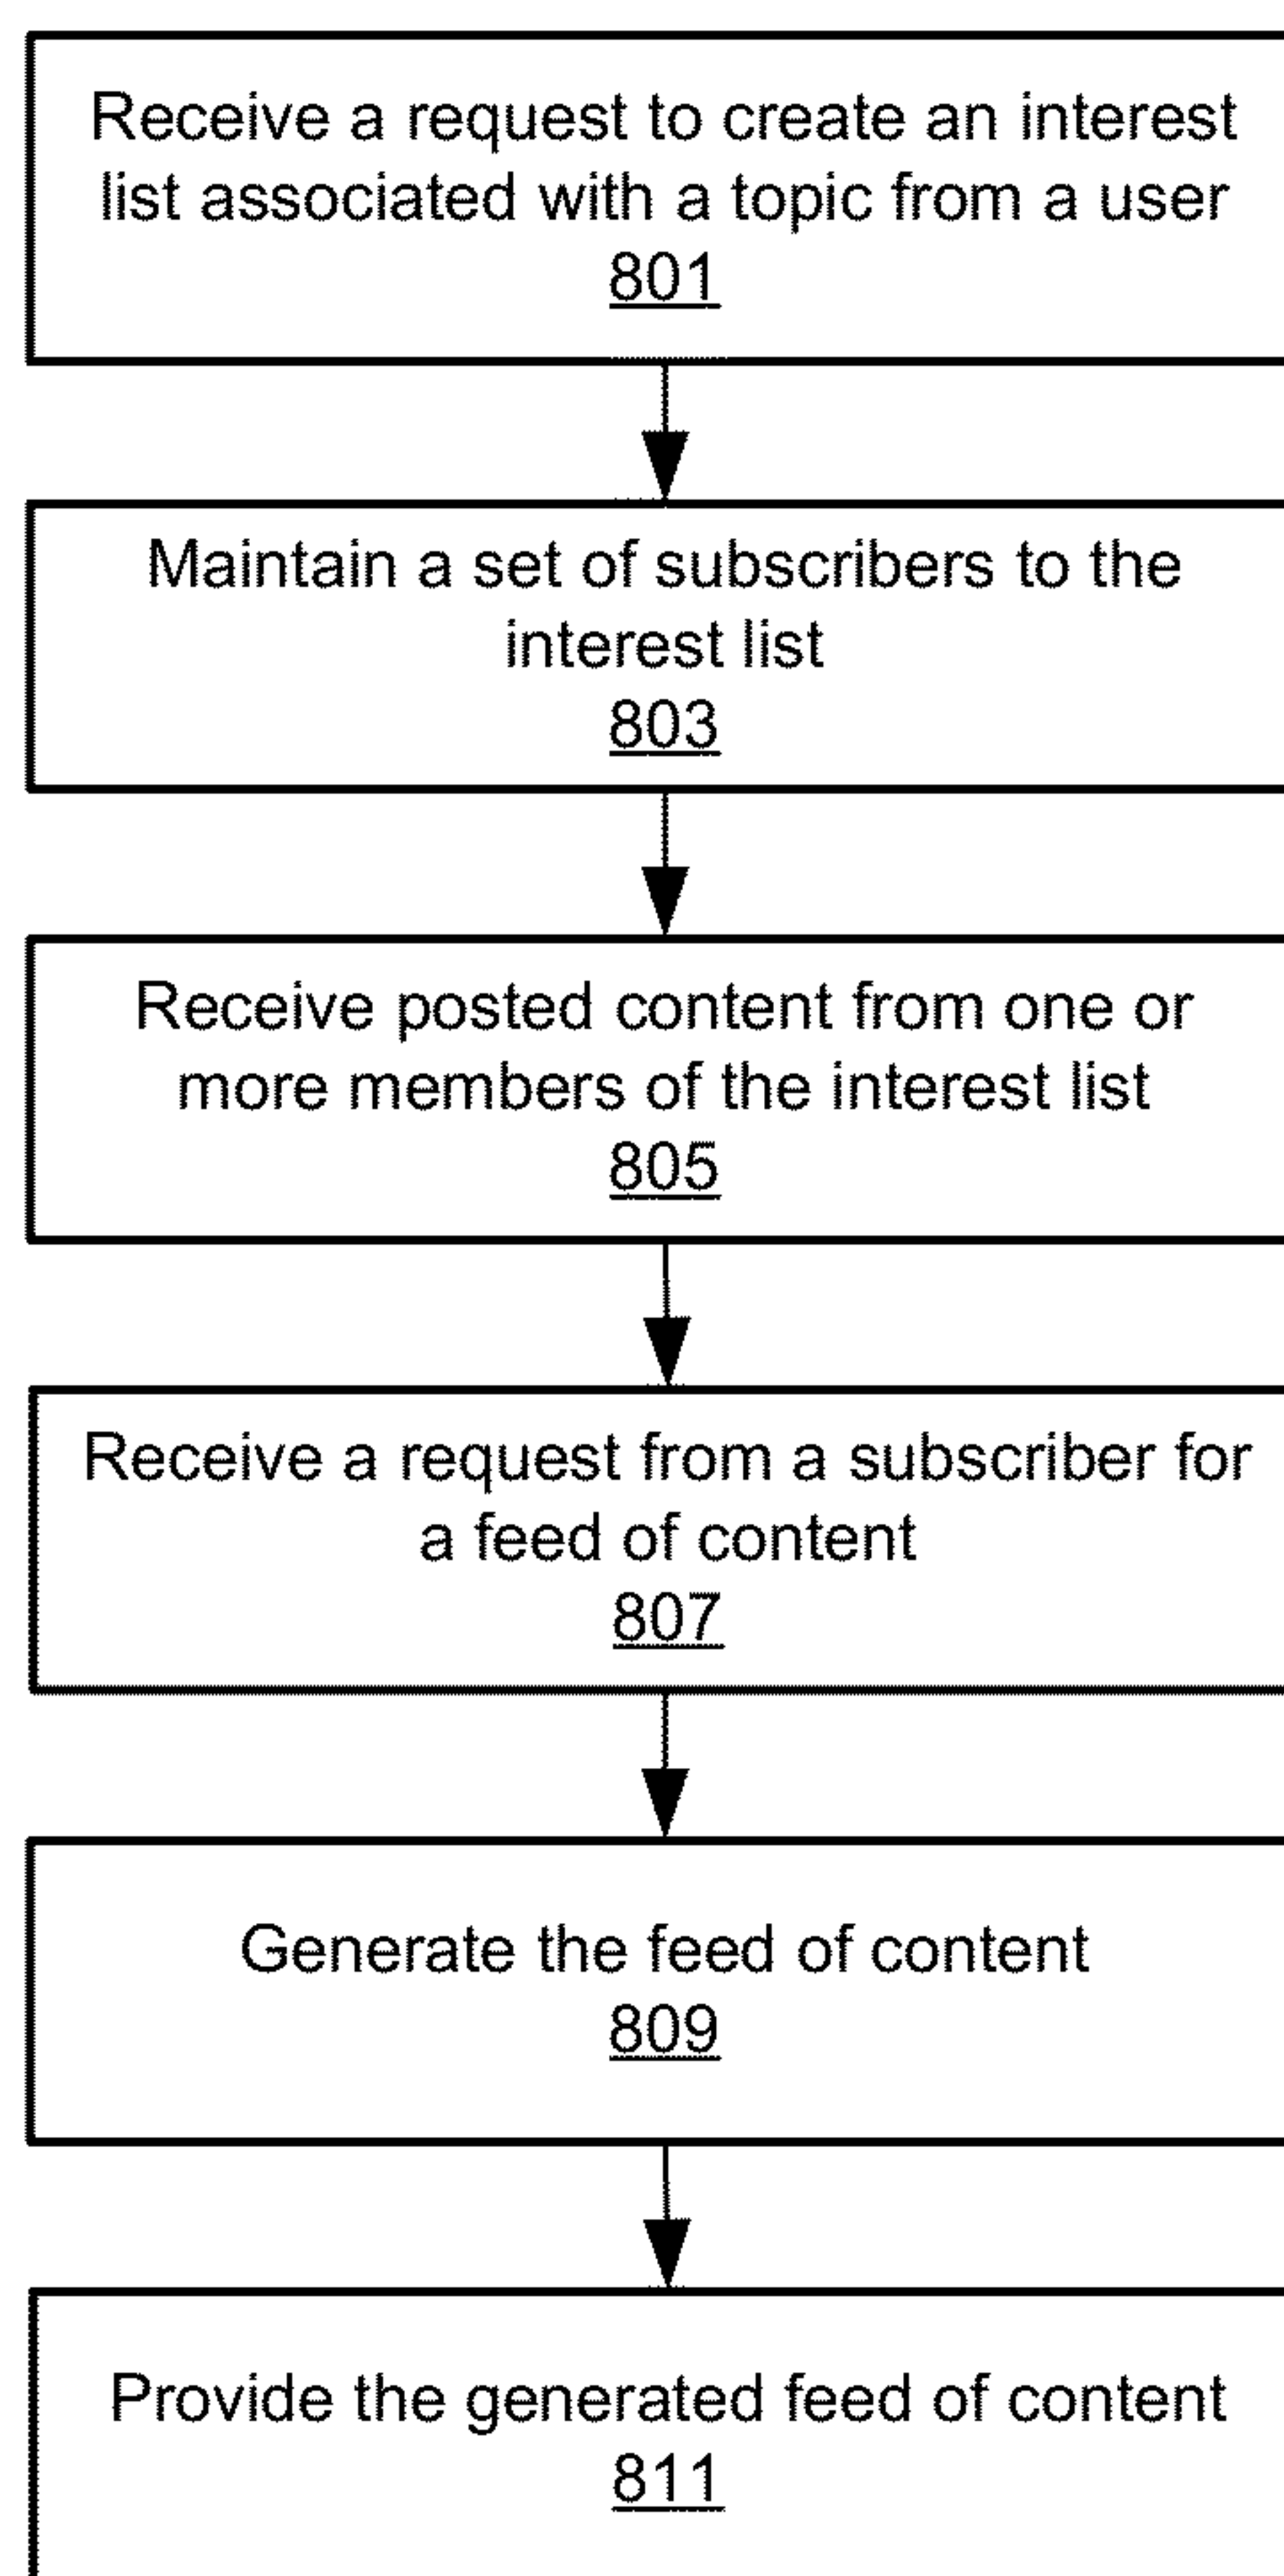 Receive a request to create an interest
list associated with a topic from a user
801
Maintain a set of subscribers to the
interest list
803
Receive posted content from one or
more members of the interest list
805
Receive a request from a subscriber for
a feed of content
807
Generate the feed of content
809
Provide the generated feed of content
811